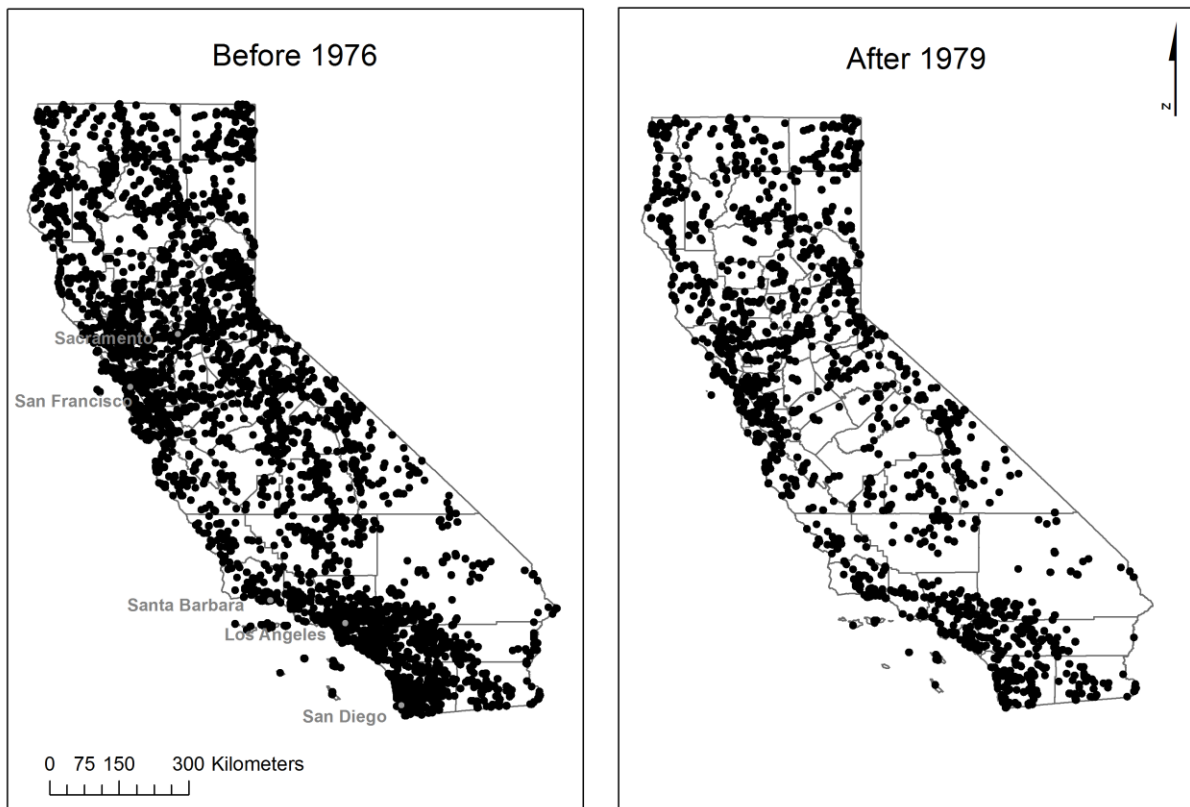 Before 1976
After 1979
z
Sacramento
San Francisco
Santa Barbara
Los Angeles
San Diego
0 75 150 300 Kilometers